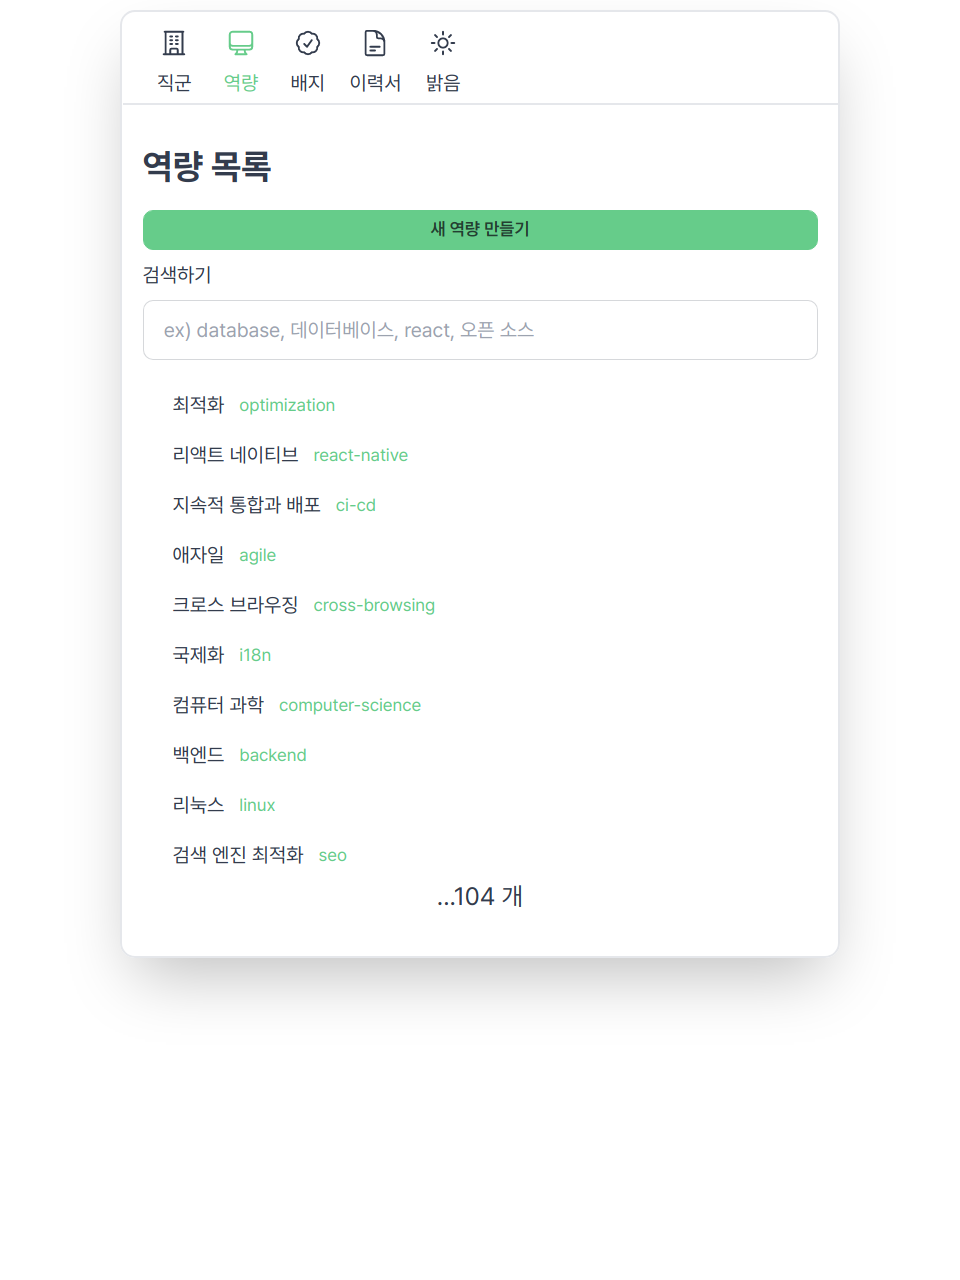 직군 역량 배지 이력서 밝음
역량 목록
새 역량 만들기
검색하기
ex) database, 데이터베이스, react, 오픈 소스
최적화 optimization
리액트 네이티브 react-native
지속적 통합과 배포 ci-cd
애자일 agile
크로스 브라우징 cross-browsing
국제화 i18n
컴퓨터 과학 computer-science
백엔드 backend
리눅스 linux
검색 엔진 최적화 seo
...104 개